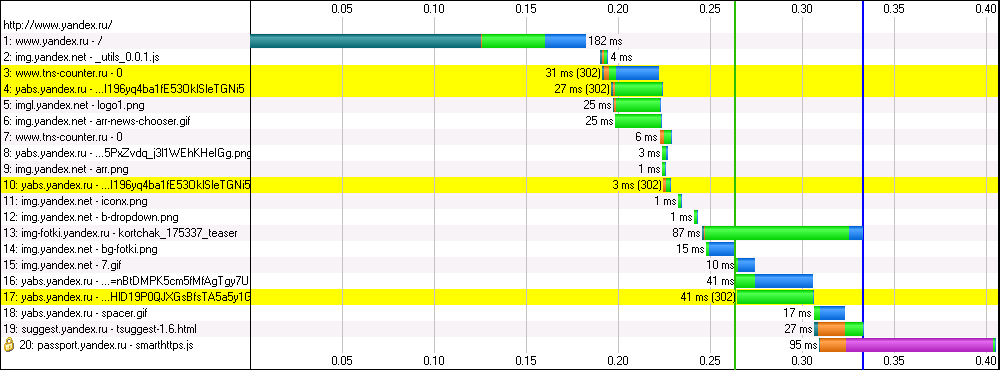 0.05 0.10 0.15 0.20 0.25 0.30 0.35 0.40
http://www.yandex.ru/
1: www.yandex.ru - / 182 ms
2: img.yandex.net - _utils_0.0.1.js 4 ms
3: www.tns-counter.ru - 0 31 ms (302)
4: yabs.yandex.ru - ...I196yq4ba1fE53OklSleTGNi5 27 ms (302)
5: imgl.yandex.net - logo1.png 25 ms
6: img.yandex.net - arr-news-chooser.gif 25 ms
7: www.tns-counter.ru - 0 6 ms
8: yabs.yandex.ru - ...5PxZvdq_j3l1WEhKHelGg.png 3 ms
9: img.yandex.net - arr.png 1 ms
10: yabs.yandex.ru - ...I196yq4ba1fE53OklSleTGNi5 3 ms (302)
11: img.yandex.net - iconx.png 1 ms
12: img.yandex.net - b-dropdown.png 1 ms
13: img-fotki.yandex.ru - kortchak_175337_teaser 87 ms
14: img.yandex.net - bg-fotki.png 15 ms
15: img.yandex.net - 7.gif 10 ms
16: yabs.yandex.ru - ...=nBtDMPK5cm5fMfAgTgy7U 41 ms
17: yabs.yandex.ru - ...HID19P0QJXGsBfsTA5a5y1G 41 ms (302)
18: yabs.yandex.ru - spacer.gif 17 ms
19: suggest.yandex.ru - tsuggest-1.6.html 27 ms
20: passport.yandex.ru - smarthttps.js 95 ms
0.05 0.10 0.15 0.20 0.25 0.30 0.35 0.40